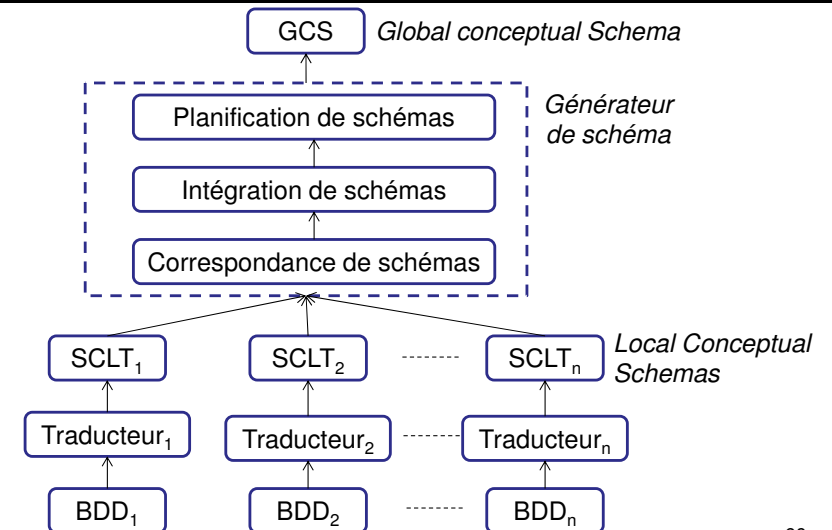 GCS Global conceptual Schema
Planification de schémas
Générateur
de schéma
Intégration de schémas
Correspondance de schémas
SCLT₁ SCLT₂ SCLTₙ Local Conceptual
Schemas
Traducteur₁ Traducteur₂ Traducteurₙ
BDD₁ BDD₂ BDDₙ